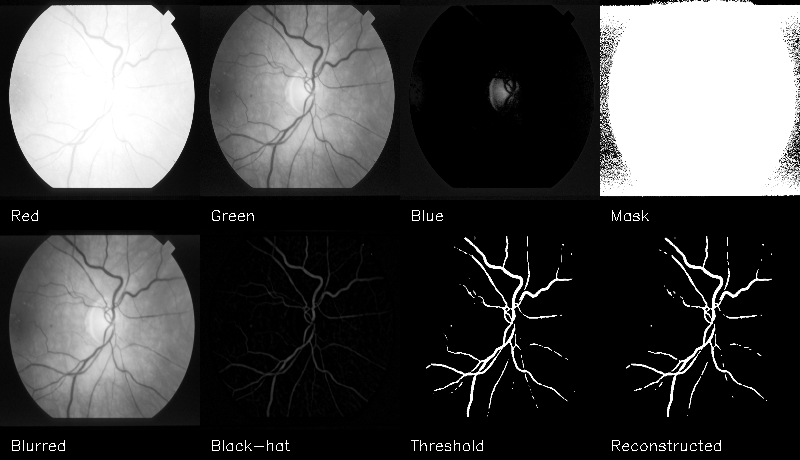 Red
Green
Blue
Mask
Blurred
Black-hat
Threshold
Reconstructed